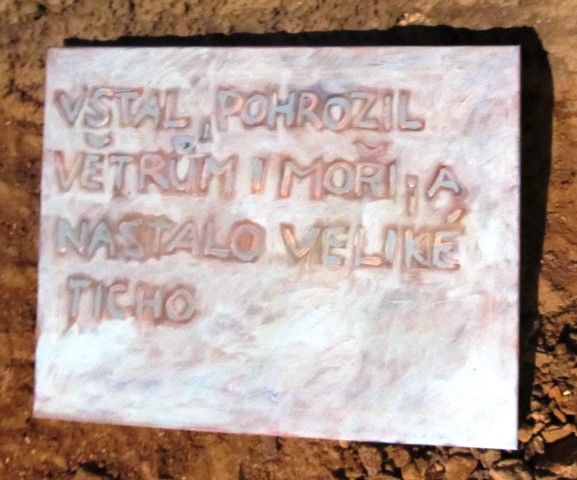 VSTAL, POHROZIL
VĚTRŮM I MOŘI, A
NASTALO VELIKÉ
TICHO